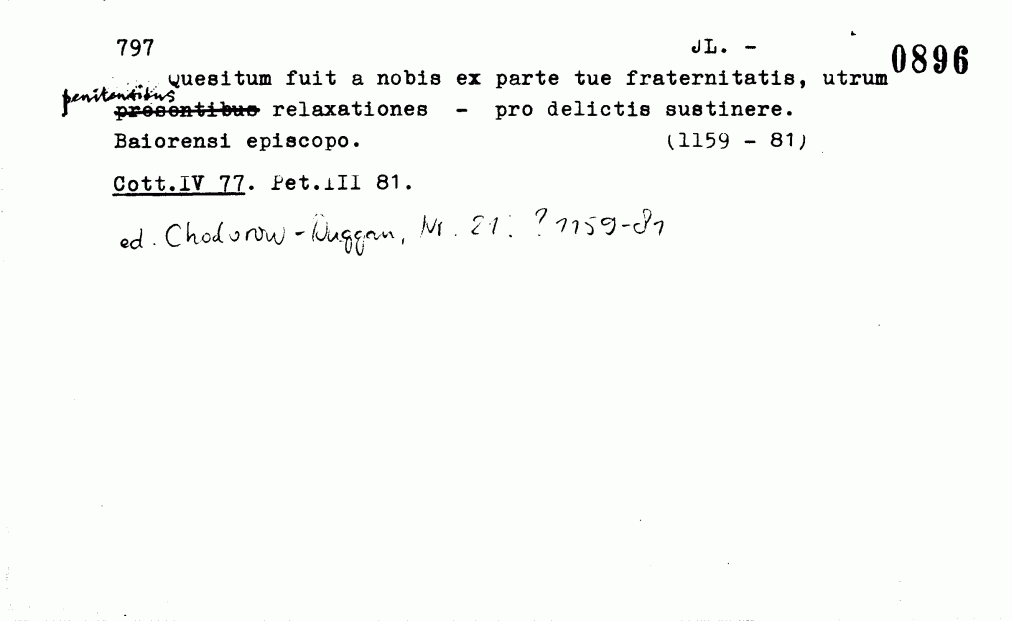 797 JL. - 0896
Quesitum fuit a nobis ex parte tue fraternitatis, utrum
penitentibus
presentibus relaxationes - pro delictis sustinere.
Baiorensi episcopo. (1159 - 81)
Cott.IV 77. Pet.III 81.
ed. Chodorow-Duggan, Nr. 21: ? 1159-81